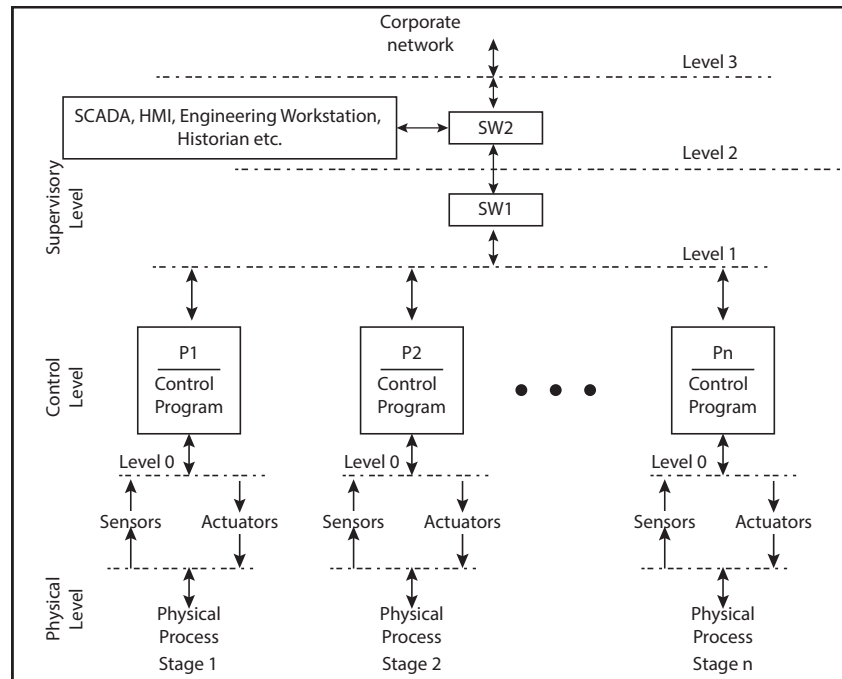 Corporate
network
Level 3
SCADA, HMI, Engineering Workstation,
Historian etc.
SW2
Level 2
Supervisory
Level
SW1
Level 1
Control
Level
P1
Control
Program
P2
Control
Program
Pn
Control
Program
Level 0
Level 0
Level 0
Sensors
Actuators
Sensors
Actuators
Sensors
Actuators
Physical
Level
Physical
Process
Stage 1
Physical
Process
Stage 2
Physical
Process
Stage n